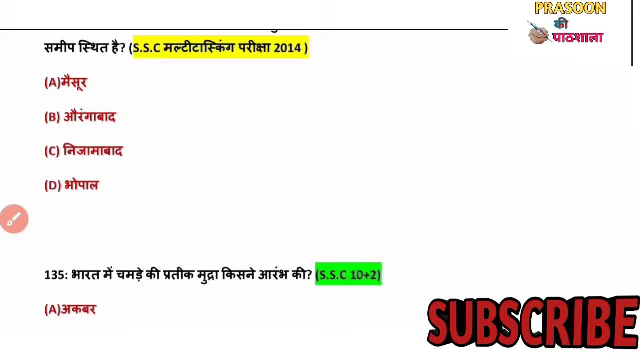 PRASOON
की
पाठशाला
समीप स्थित है? (S.S.C मल्टीटास्किंग परीक्षा 2014 )
(A)मैसूर
(B) औरंगाबाद
(C) निजामाबाद
(D) भोपाल
135: भारत में चमड़े की प्रतीक मुद्रा किसने आरंभ की? (S.S.C 10+2)
(A)अकबर
SUBSCRIBE